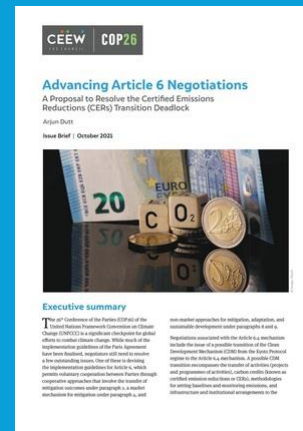 CEEW
THE COUNCIL
COP26
Advancing Article 6 Negotiations
A Proposal to Resolve the Certified Emissions
Reductions (CERs) Transition Deadlock
Arjun Dutt
Issue Brief | October 2021
20
EURO
C O₂
2
Executive summary
The 26th Conference of the Parties (COP26) of the
United Nations Framework Convention on Climate
Change (UNFCCC) is a significant checkpoint for global
efforts to combat climate change. While much of the
implementation guidelines of the Paris Agreement
have been finalised, negotiators still need to resolve
a few outstanding issues. One of these is devising
the implementation guidelines for Article 6, which
permits voluntary cooperation between Parties through
cooperative approaches that involve the transfer of
mitigation outcomes under paragraph 2, a market
mechanism for mitigation under paragraph 4, and
non-market approaches for mitigation, adaptation, and
sustainable development under paragraphs 8 and 9.
Negotiations associated with the Article 6.4 mechanism
include the issue of a possible transition of the Clean
Development Mechanism (CDM) from the Kyoto Protocol
regime to the Article 6.4 mechanism. A possible CDM
transition encompasses the transfer of activities (projects
and programmes of activities), carbon credits (known as
certified emission reductions or CERs), methodologies
for setting baselines and monitoring emissions, and
infrastructure and institutional arrangements to the